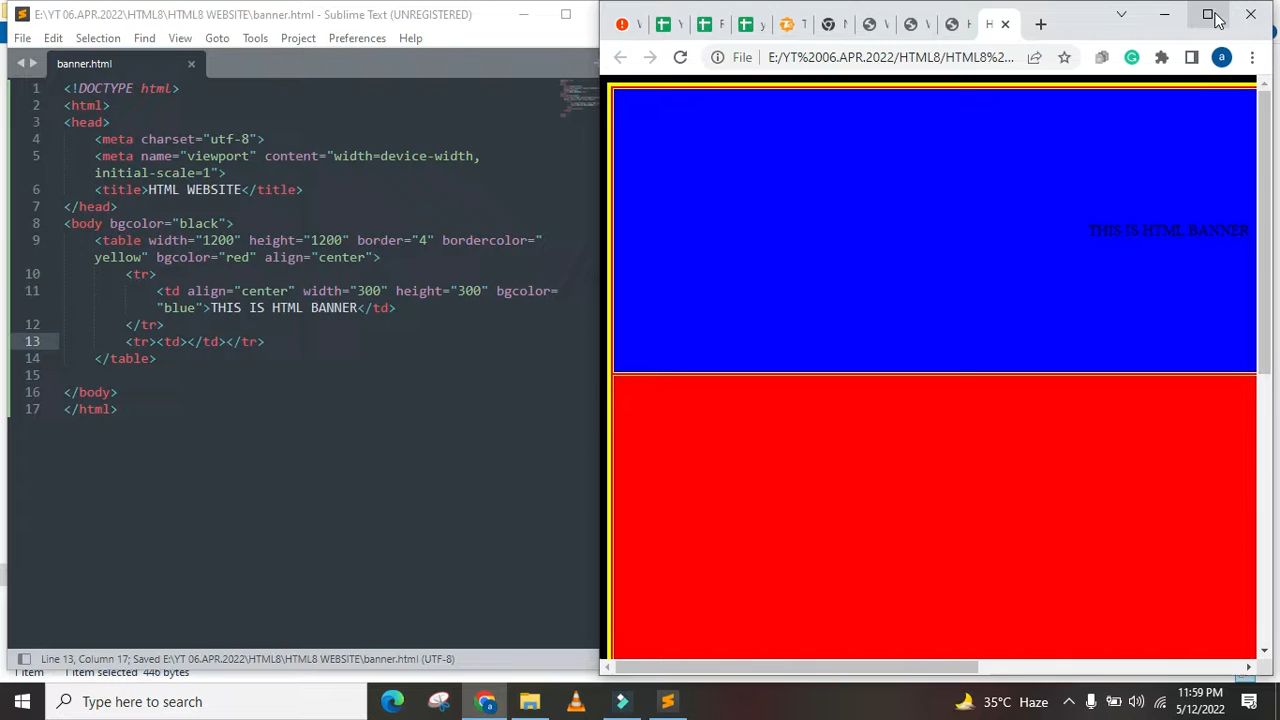 E:\YT 06.APR.2022\HTML8\HTML8 WEBSITE\banner.html - Sublime Text (UNREGISTERED)
File Edit Selection Find View Goto Tools Project Preferences Help
banner.html
1 <!DOCTYPE html>
2 <html>
3 <head>
4 <meta charset="utf-8">
5 <meta name="viewport" content="width=device-width,
initial-scale=1">
6 <title>HTML WEBSITE</title>
7 </head>
8 <body bgcolor="black">
9 <table width="1200" height="1200" border="4" bordercolor="
yellow" bgcolor="red" align="center">
10 <tr>
11 <td align="center" width="300" height="300" bgcolor=
"blue">THIS IS HTML BANNER</td>
12 </tr>
13 <tr><td></td></tr>
14 </table>
15
16 </body>
17 </html>
Line 13, Column 17; Saved E:\YT 06.APR.2022\HTML8\HTML8 WEBSITE\banner.html (UTF-8)
1 item 1 item selected 446 bytes
File E:/YT%2006.APR.2022/HTML8/HTML8%2...
a
THIS IS HTML BANNER
Type here to search
35°C Haze
11:59 PM
5/12/2022